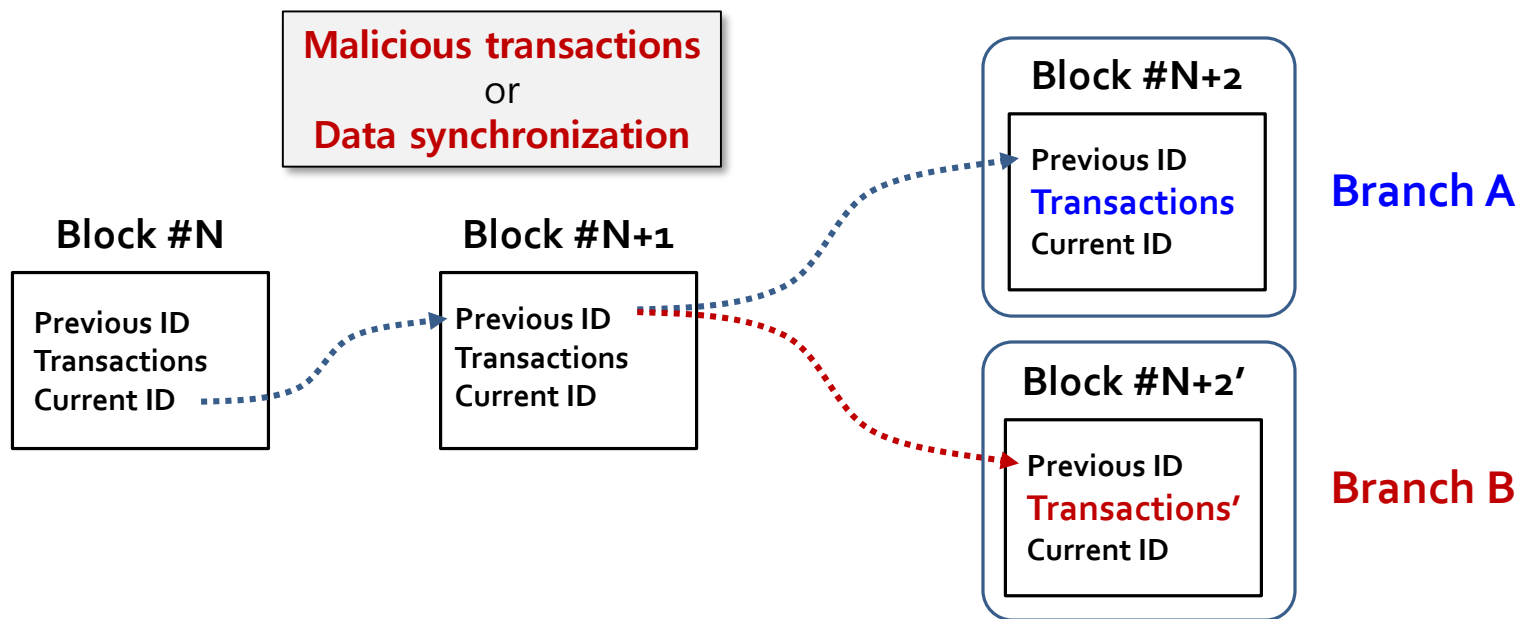 Malicious transactions
or
Data synchronization
Block #N
Previous ID
Transactions
Current ID
Block #N+1
Previous ID
Transactions
Current ID
Block #N+2
Previous ID
Transactions
Current ID
Branch A
Block #N+2’
Previous ID
Transactions’
Current ID
Branch B